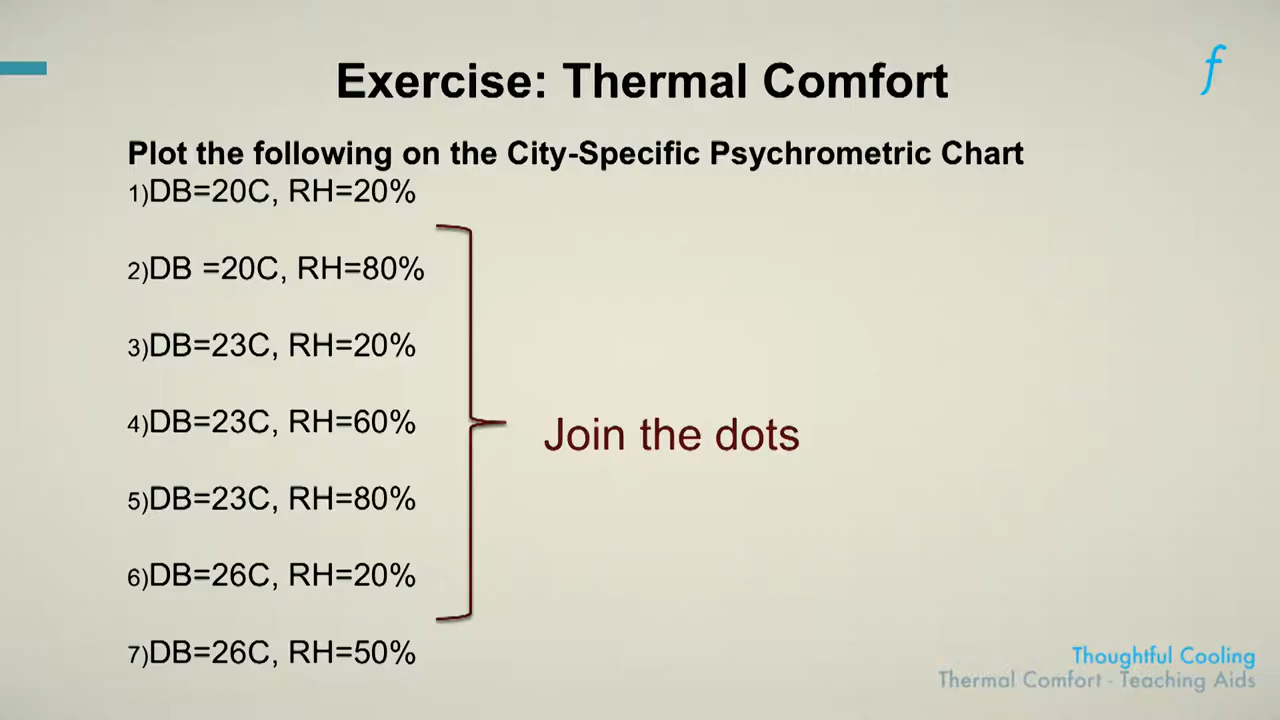 Exercise: Thermal Comfort
f
Plot the following on the City-Specific Psychrometric Chart
1)DB=20C, RH=20%
2)DB =20C, RH=80%
3)DB=23C, RH=20%
4)DB=23C, RH=60%
Join the dots
5)DB=23C, RH=80%
6)DB=26C, RH=20%
7)DB=26C, RH=50%
Thoughtful Cooling
Thermal Comfort - Teaching Aids